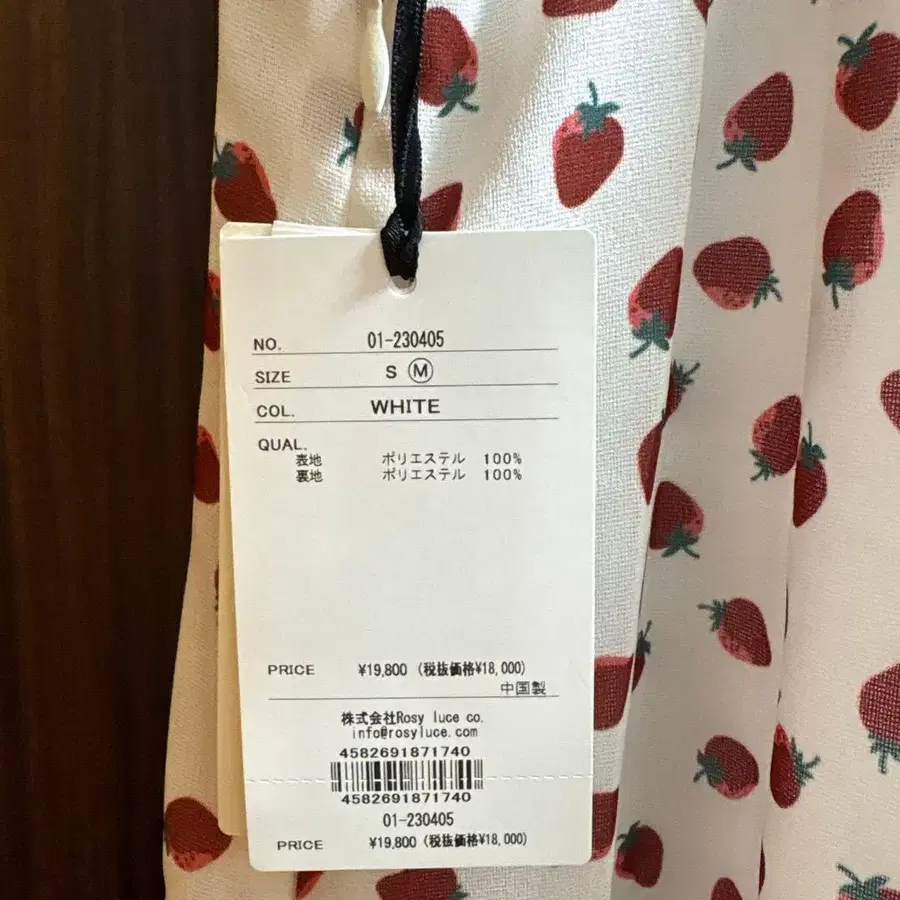 NO. 01-230405
SIZE S Ⓜ
COL. WHITE
QUAL.
表地 ポリエステル 100%
裏地 ポリエステル 100%
PRICE ¥19,800 (税抜価格¥18,000)
中国製
株式会社Rosy luce co.
info@rosyluce.com
4582691871740
4582691871740
01-230405
PRICE ¥19,800 (税抜価格¥18,000)